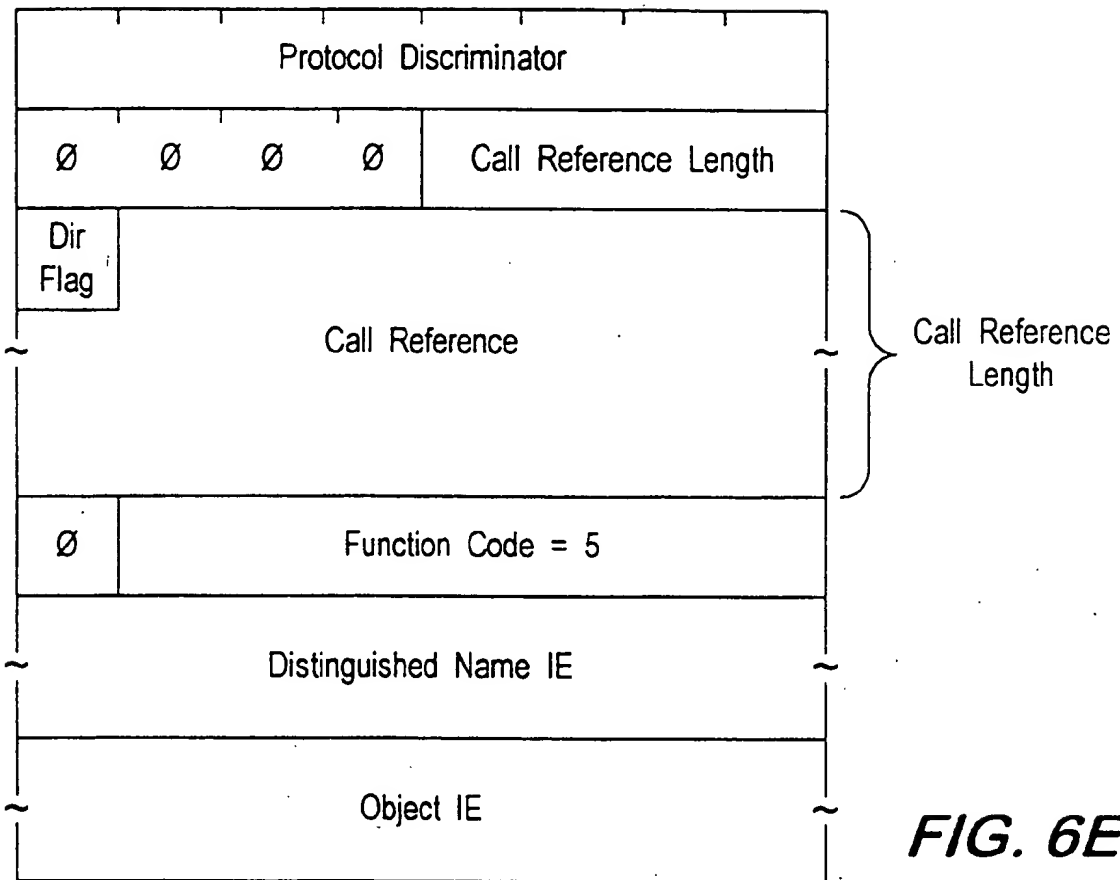 Protocol Discriminator
Ø Ø Ø Ø Call Reference Length
Dir
Flag
Call Reference
Call Reference
Length
Ø Function Code = 5
Distinguished Name IE
Object IE
FIG. 6E